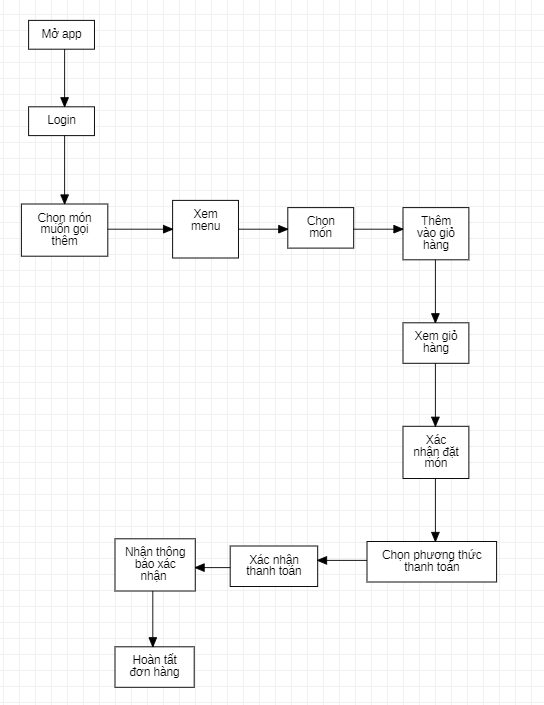 Mở app
Login
Chọn món
muốn gọi
thêm
Xem
menu
Chọn
món
Thêm
vào giỏ
hàng
Xem giỏ
hàng
Xác
nhận đặt
món
Chọn phương thức
thanh toán
Xác nhận
thanh toán
Nhận thông
báo xác
nhận
Hoàn tất
đơn hàng